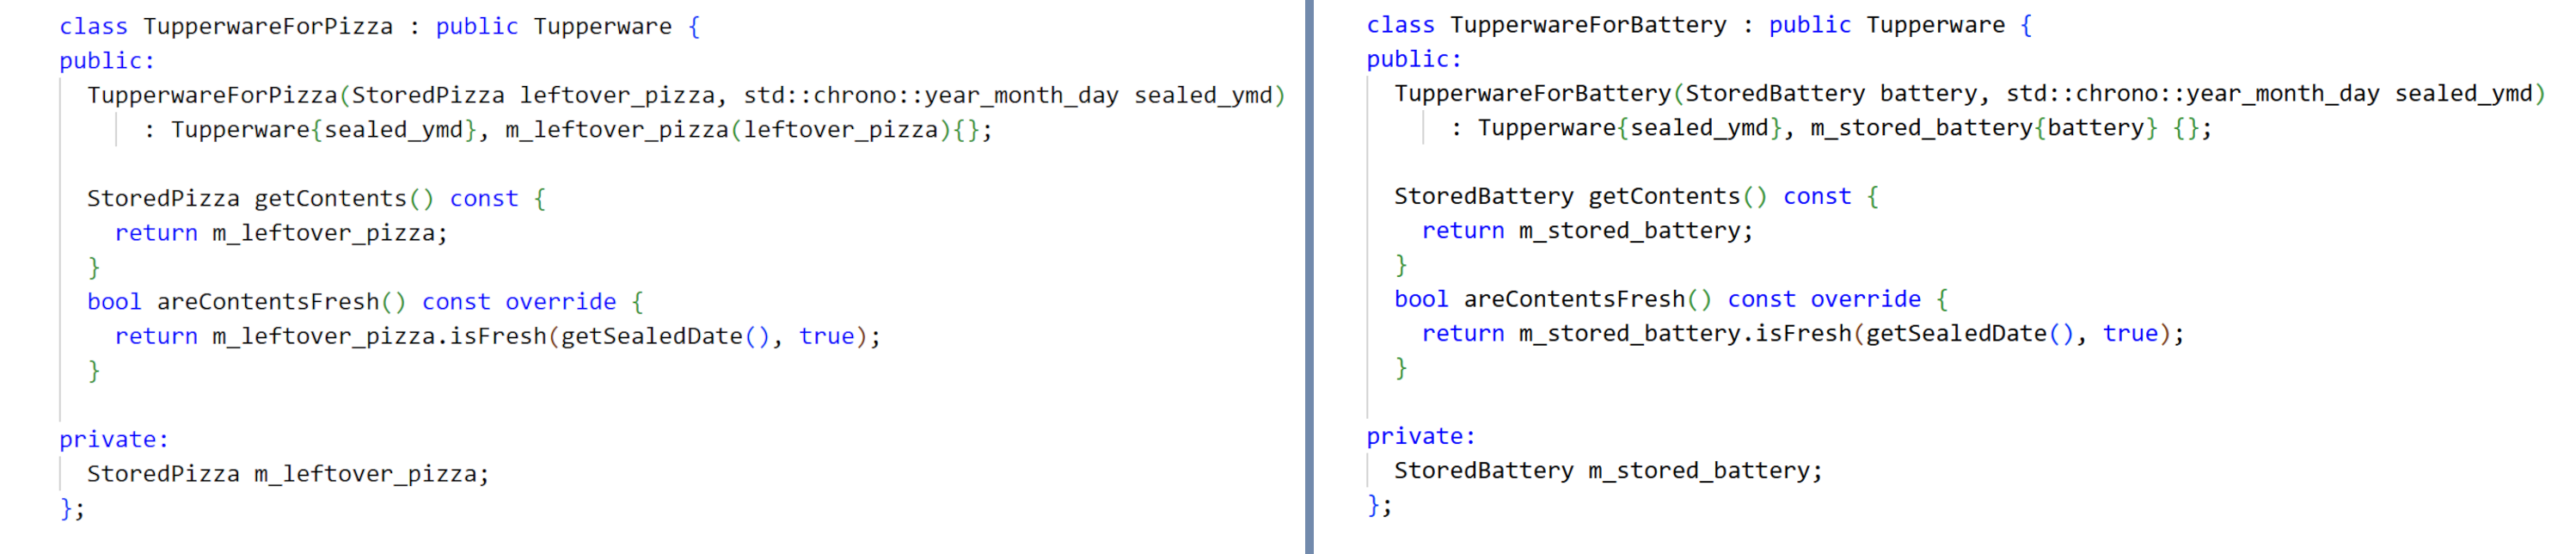 class TupperwareForPizza : public Tupperware {
public:
  TupperwareForPizza(StoredPizza leftover_pizza, std::chrono::year_month_day sealed_ymd)
      : Tupperware{sealed_ymd}, m_leftover_pizza(leftover_pizza){};
  StoredPizza getContents() const {
    return m_leftover_pizza;
  }
  bool areContentsFresh() const override {
    return m_leftover_pizza.isFresh(getSealedDate(), true);
  }
private:
  StoredPizza m_leftover_pizza;
};
class TupperwareForBattery : public Tupperware {
public:
  TupperwareForBattery(StoredBattery battery, std::chrono::year_month_day sealed_ymd)
      : Tupperware{sealed_ymd}, m_stored_battery{battery} {};
  StoredBattery getContents() const {
    return m_stored_battery;
  }
  bool areContentsFresh() const override {
    return m_stored_battery.isFresh(getSealedDate(), true);
  }
private:
  StoredBattery m_stored_battery;
};